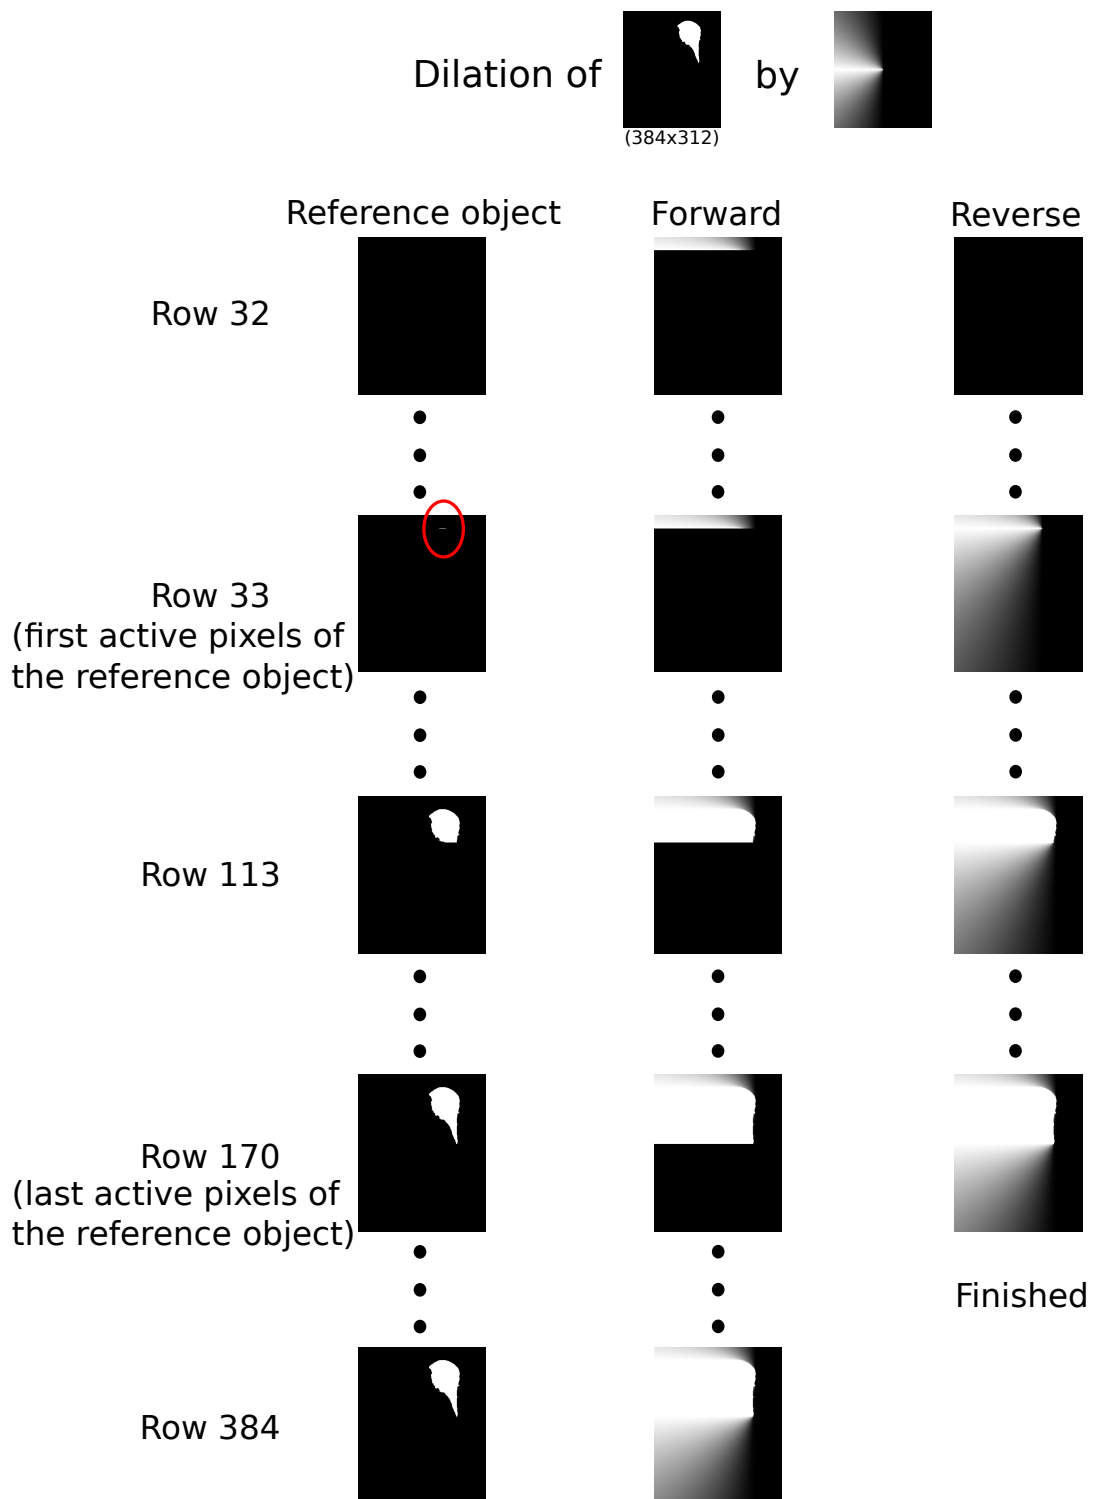 Dilation of
by
(384x312)
Reference object
Forward
Reverse
Row 32
Row 33
(first active pixels of
the reference object)
Row 113
Row 170
(last active pixels of
the reference object)
Finished
Row 384